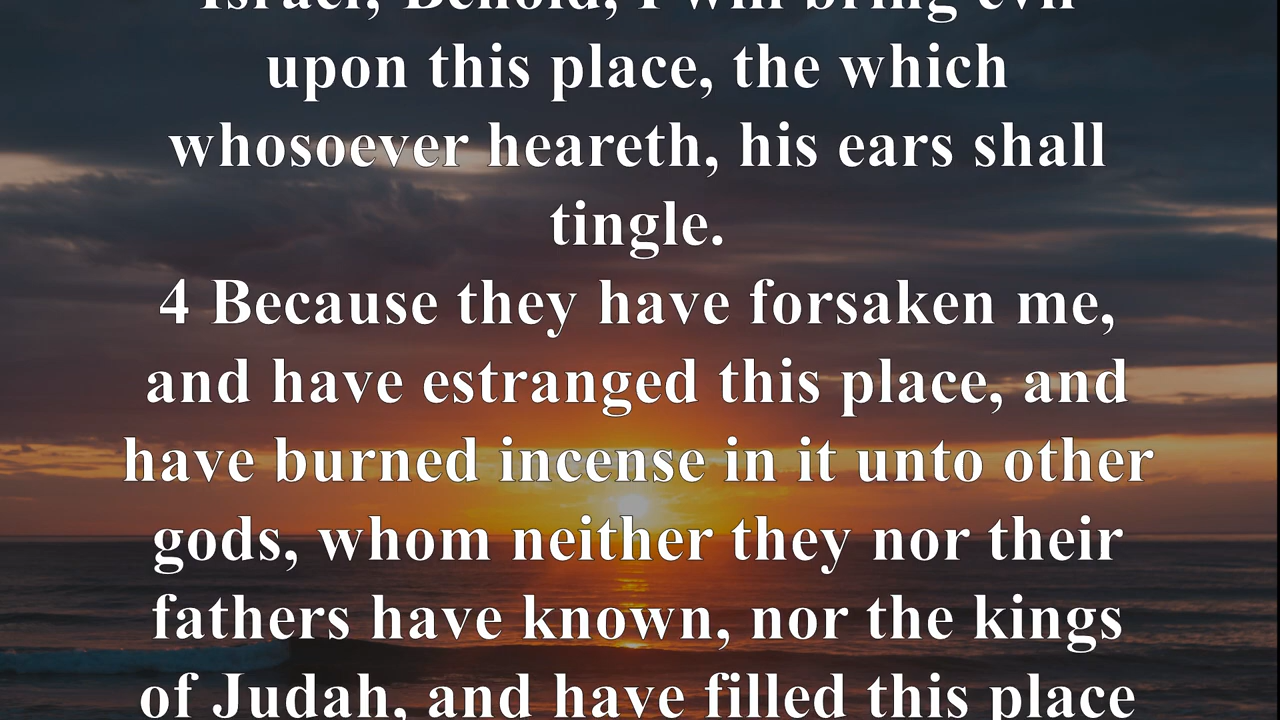 Israel, Behold, I will bring evil
upon this place, the which
whosoever heareth, his ears shall
tingle.
4 Because they have forsaken me,
and have estranged this place, and
have burned incense in it unto other
gods, whom neither they nor their
fathers have known, nor the kings
of Judah, and have filled this place